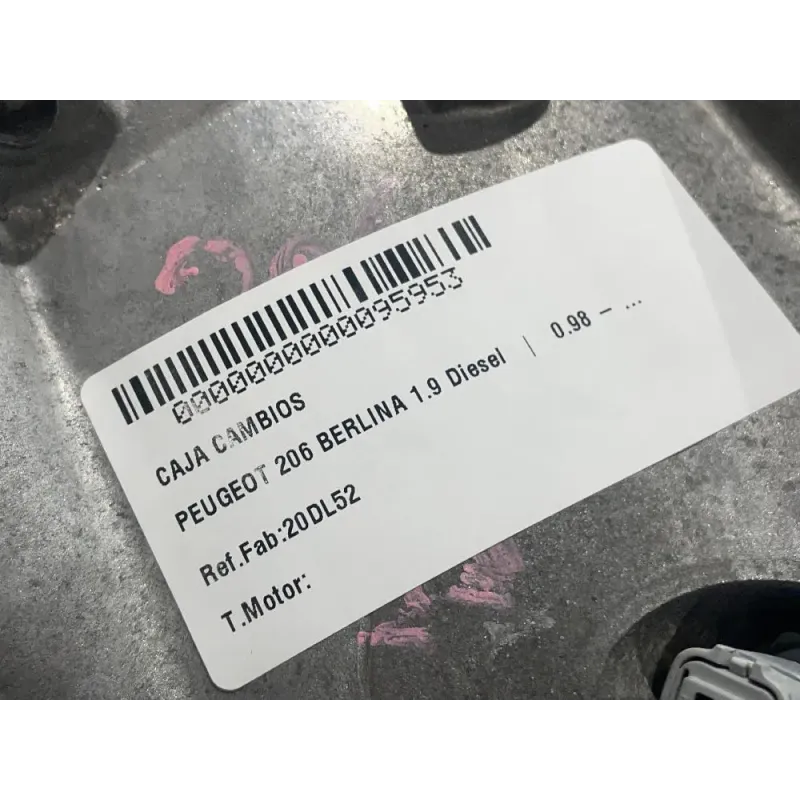 0000000000095953
CAJA CAMBIOS
PEUGEOT 206 BERLINA 1.9 Diesel | 0.98 - ...
Ref.Fab:20DL52
T.Motor: